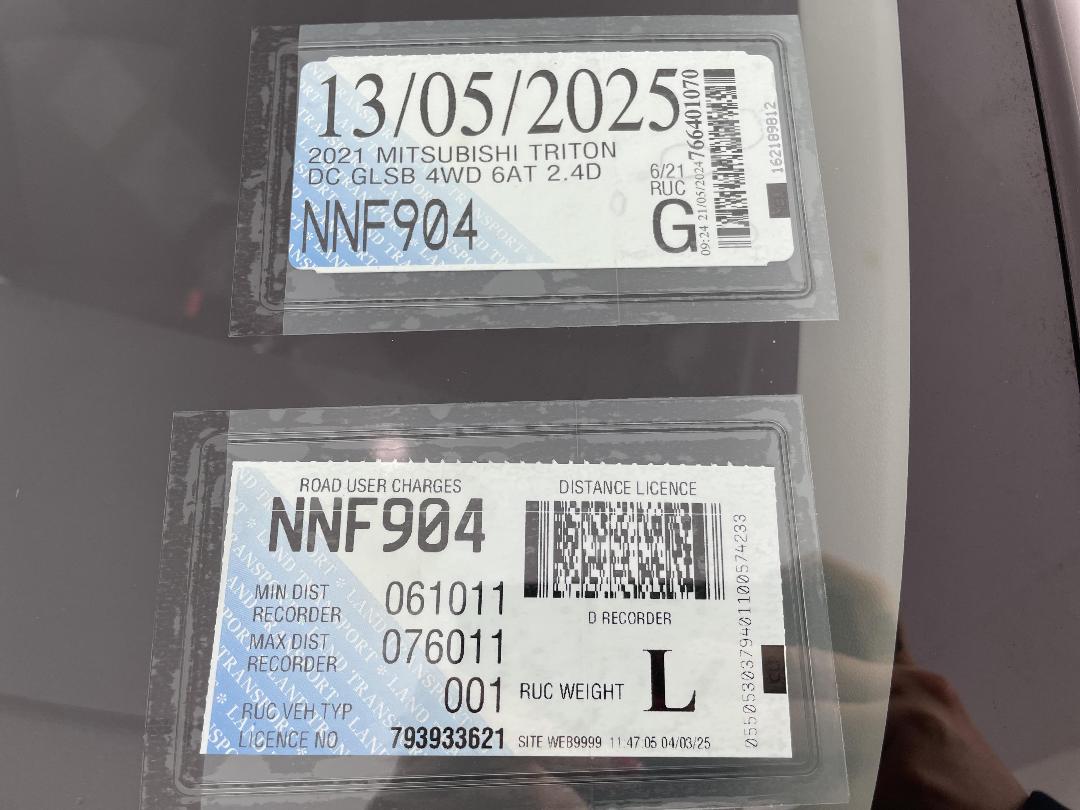 13/05/2025
2021 MITSUBISHI TRITON
DC GLSB 4WD 6AT 2.4D
6/21
RUC
NNF904
G
09:24 21/05/2024
766401070
162189812
ROAD USER CHARGES
DISTANCE LICENCE
NNF904
MIN DIST RECORDER 061011
D RECORDER
MAX DIST RECORDER 076011
RUC VEH TYP 001
RUC WEIGHT L
LICENCE NO 793933621
SITE WEB9999 11:47:05 04/03/25
05505303794011100574233